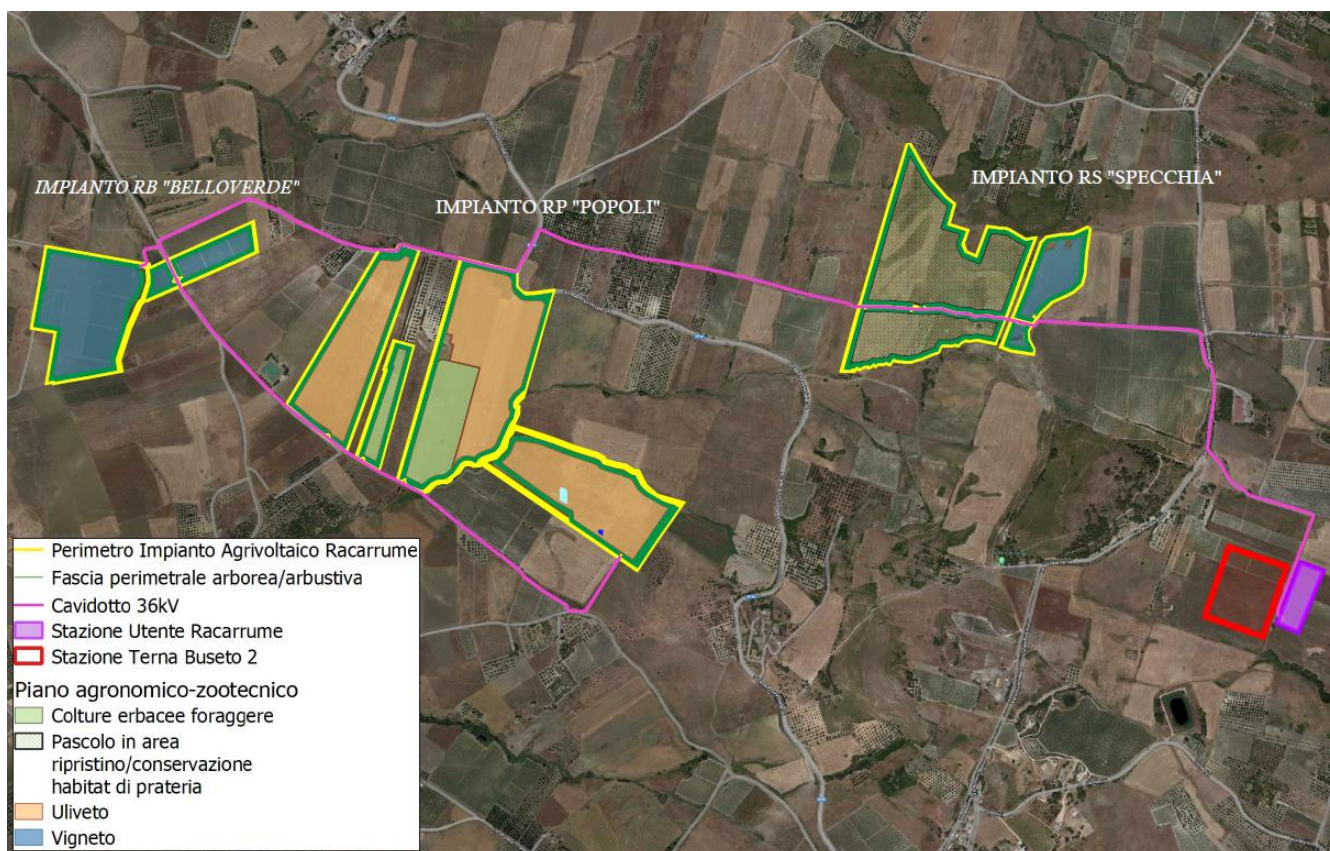 IMPIANTO RB "BELLOVERDE"
IMPIANTO RP "POPOLI"
IMPIANTO RS "SPECCHIA"
Perimetro Impianto Agrivoltaico Racarrume
Fascia perimetrale arborea/arbustiva
Cavidotto 36kV
Stazione Utente Racarrume
Stazione Terna Buseto 2
Piano agronomico-zootecnico
Colture erbacee foraggere
Pascolo in area
ripristino/conservazione
habitat di prateria
Uliveto
Vigneto